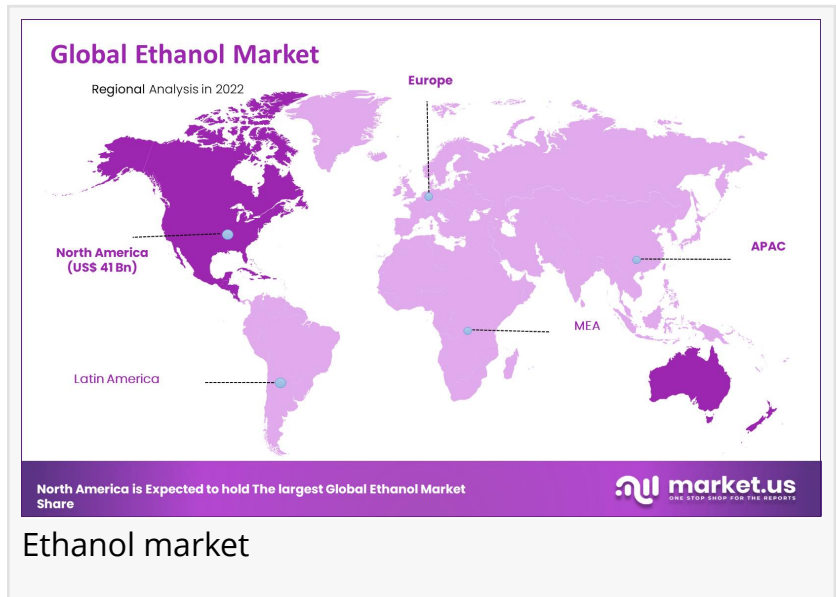 Global Ethanol Market
Regional Analysis in 2022
Europe
North America
(US$ 41 Bn)
APAC
MEA
Latin America
North America is Expected to hold The largest Global Ethanol Market
Share
market.us
ONE STOP SHOP FOR THE REPORTS
Ethanol market